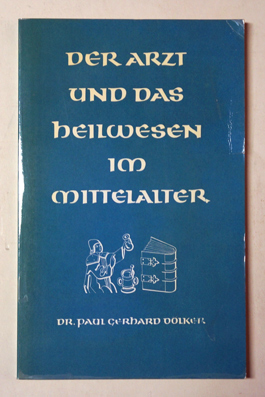 DER ARZT
UND DAS
HEILWESEN
IM
MITTELALTER
DR. PAUL GERHARD VÖLKER